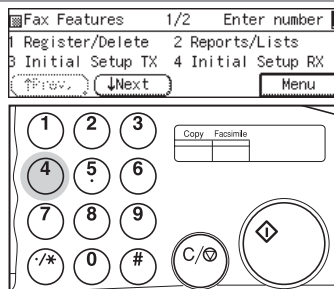 Fax Features 1/2 Enter number
1 Register/Delete 2 Reports/Lists
3 Initial Setup TX 4 Initial Setup RX
↑Prev. ↓Next Menu
1 2 3
Copy Facsimile
4 5 6
7 8 9
·/* 0 # C/